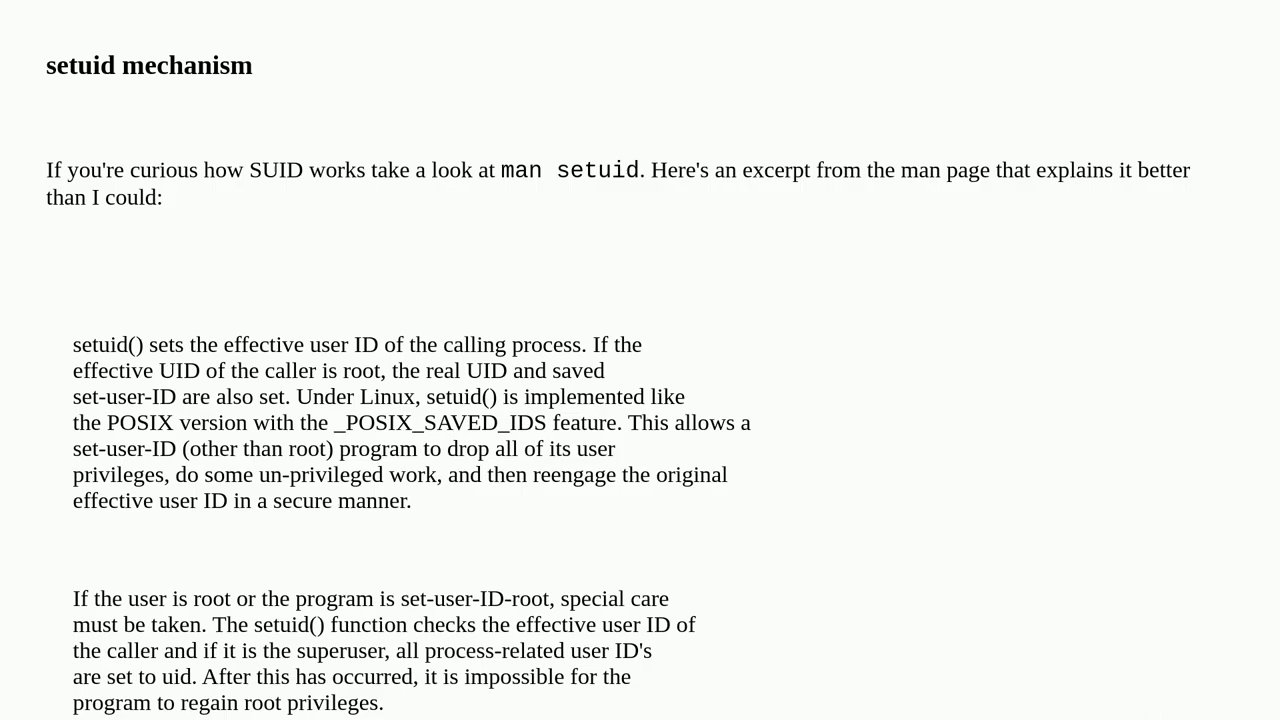 setuid mechanism
If you're curious how SUID works take a look at man setuid. Here's an excerpt from the man page that explains it better
than I could:
setuid() sets the effective user ID of the calling process. If the
effective UID of the caller is root, the real UID and saved
set-user-ID are also set. Under Linux, setuid() is implemented like
the POSIX version with the _POSIX_SAVED_IDS feature. This allows a
set-user-ID (other than root) program to drop all of its user
privileges, do some un-privileged work, and then reengage the original
effective user ID in a secure manner.
If the user is root or the program is set-user-ID-root, special care
must be taken. The setuid() function checks the effective user ID of
the caller and if it is the superuser, all process-related user ID's
are set to uid. After this has occurred, it is impossible for the
program to regain root privileges.